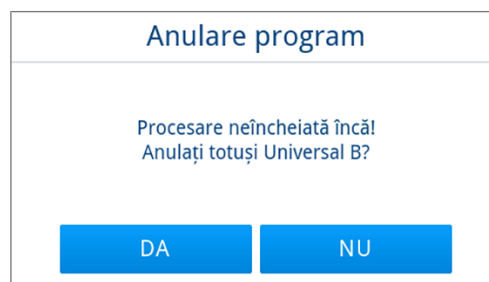 Anulare program
Procesare neîncheiată încă!
Anulați totuși Universal B?
DA
NU